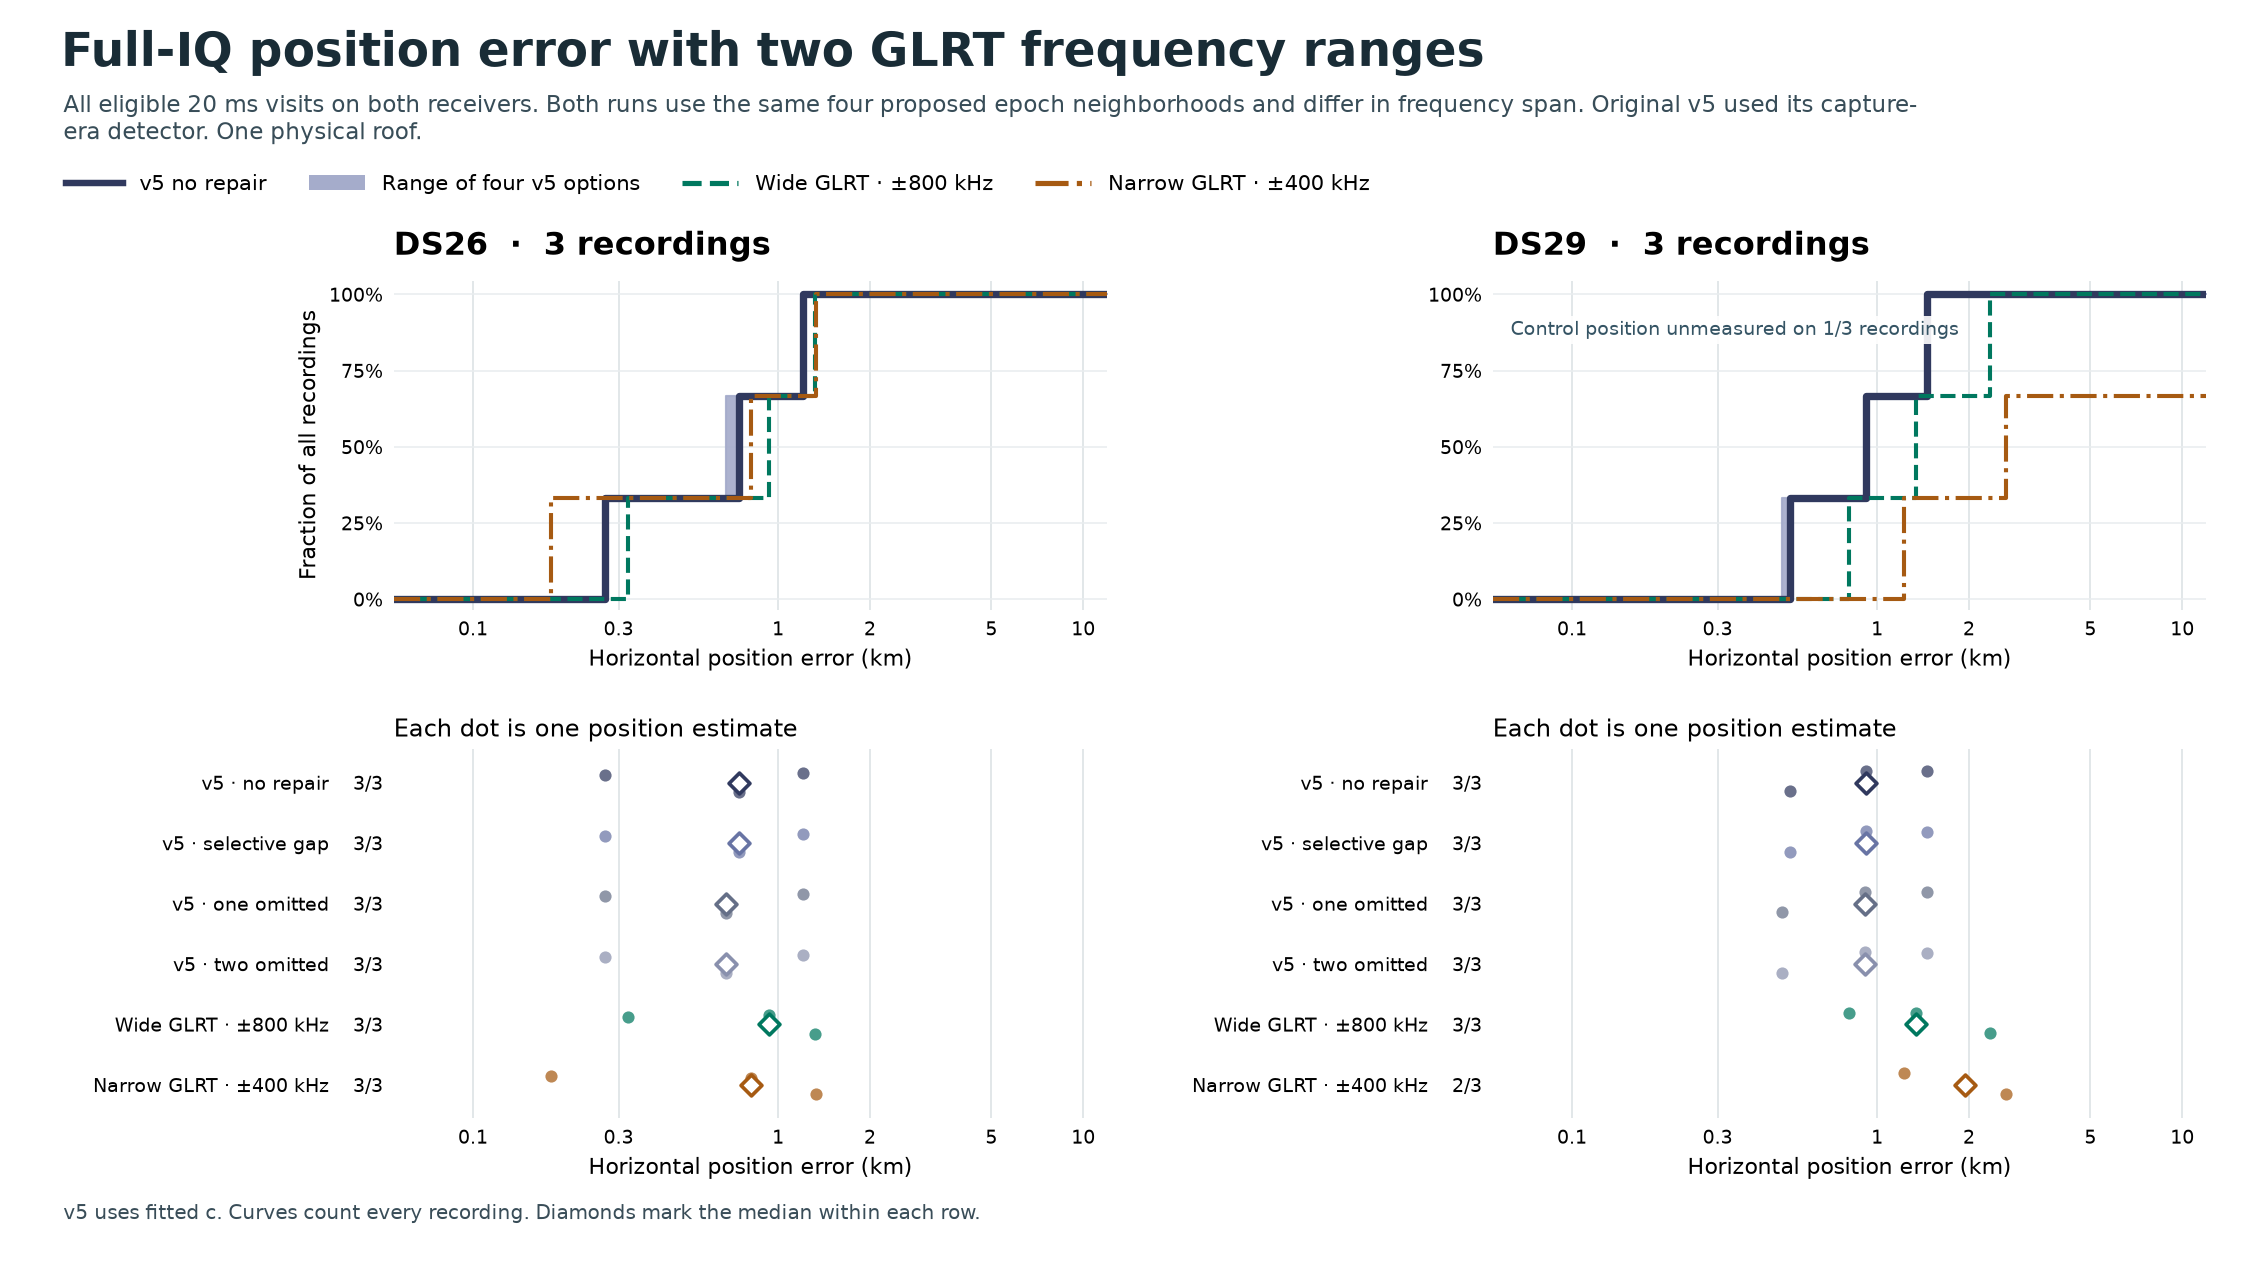 Full-IQ position error with two GLRT frequency ranges
All eligible 20 ms visits on both receivers. Both runs use the same four proposed epoch neighborhoods and differ in frequency span. Original v5 used its capture-
era detector. One physical roof.
v5 no repair
Range of four v5 options
Wide GLRT · ±800 kHz
Narrow GLRT · ±400 kHz
DS26 · 3 recordings
100%
75%
50%
25%
0%
Fraction of all recordings
0.1 0.3 1 2 5 10
Horizontal position error (km)
DS29 · 3 recordings
100%
Control position unmeasured on 1/3 recordings
75%
50%
25%
0%
0.1 0.3 1 2 5 10
Horizontal position error (km)
Each dot is one position estimate
v5 · no repair 3/3
v5 · selective gap 3/3
v5 · one omitted 3/3
v5 · two omitted 3/3
Wide GLRT · ±800 kHz 3/3
Narrow GLRT · ±400 kHz 3/3
0.1 0.3 1 2 5 10
Horizontal position error (km)
Each dot is one position estimate
v5 · no repair 3/3
v5 · selective gap 3/3
v5 · one omitted 3/3
v5 · two omitted 3/3
Wide GLRT · ±800 kHz 3/3
Narrow GLRT · ±400 kHz 2/3
0.1 0.3 1 2 5 10
Horizontal position error (km)
v5 uses fitted c. Curves count every recording. Diamonds mark the median within each row.